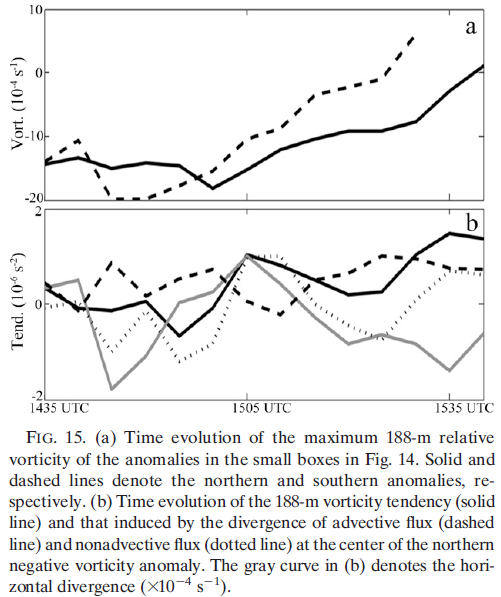 10
a
0
Vort. (10-4 s-1)
-10
-20
2
b
Tend. (10-6 s-2)
0
-2
1435 UTC 1505 UTC 1535 UTC
FIG. 15. (a) Time evolution of the maximum 188-m relative
vorticity of the anomalies in the small boxes in Fig. 14. Solid and
dashed lines denote the northern and southern anomalies, re-
spectively. (b) Time evolution of the 188-m vorticity tendency (solid
line) and that induced by the divergence of advective flux (dashed
line) and nonadvective flux (dotted line) at the center of the northern
negative vorticity anomaly. The gray curve in (b) denotes the hori-
zontal divergence (×10−4 s−1).